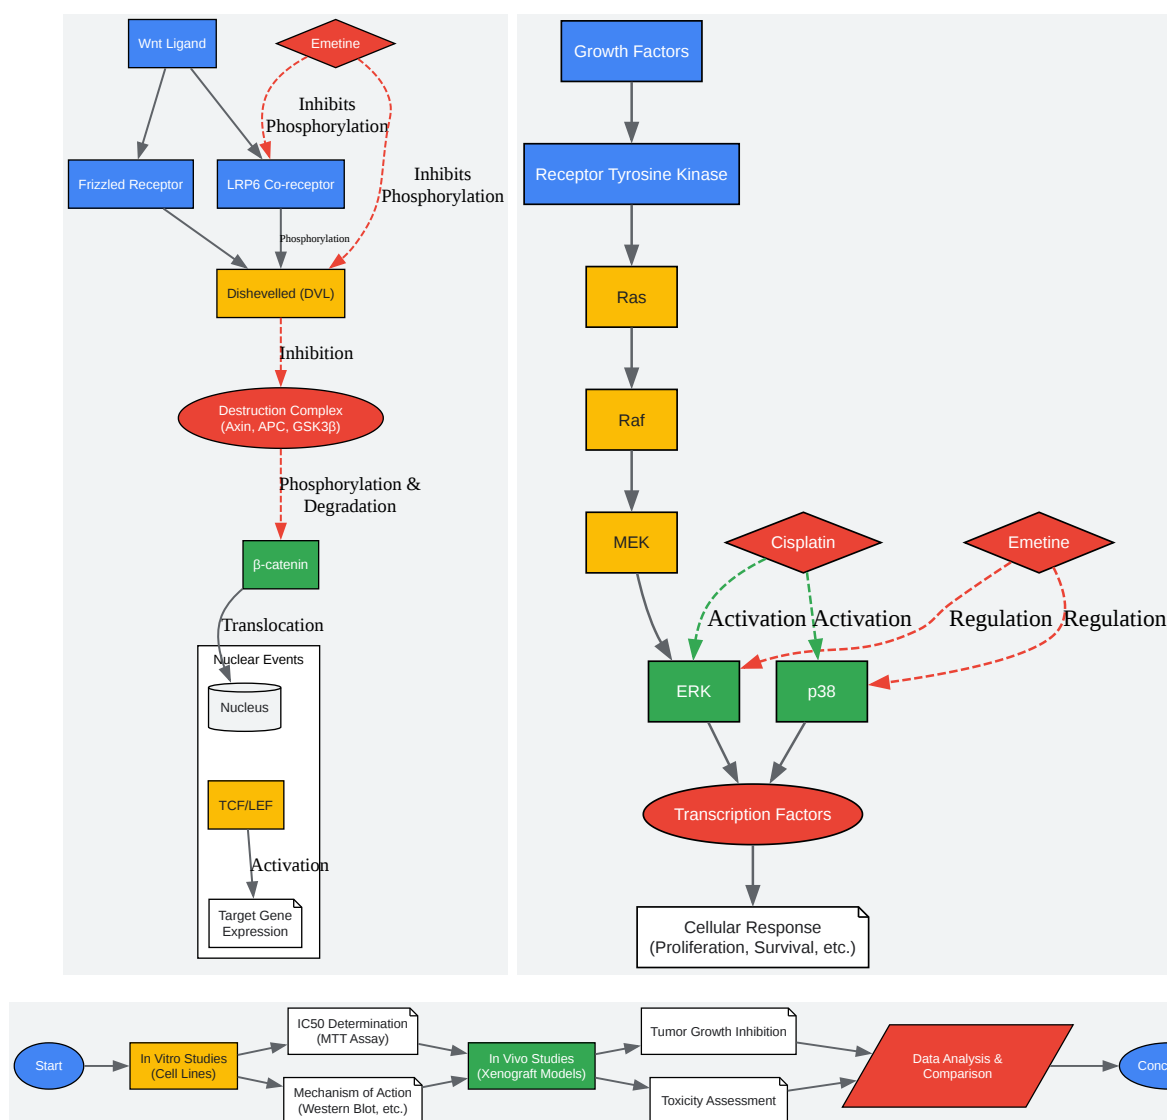 Wnt Ligand
Emetine
Inhibits
Phosphorylation
Inhibits
Phosphorylation
Frizzled Receptor
LRP6 Co-receptor
Phosphorylation
Dishevelled (DVL)
Inhibition
Destruction Complex
(Axin, APC, GSK3β)
Phosphorylation &
Degradation
β-catenin
Translocation
Nuclear Events
Nucleus
TCF/LEF
Activation
Target Gene
Expression
Growth Factors
Receptor Tyrosine Kinase
Ras
Raf
MEK
Cisplatin
Emetine
Activation
Activation
Regulation
Regulation
ERK
p38
Transcription Factors
Cellular Response
(Proliferation, Survival, etc.)
Start
In Vitro Studies
(Cell Lines)
IC50 Determination
(MTT Assay)
Mechanism of Action
(Western Blot, etc.)
In Vivo Studies
(Xenograft Models)
Tumor Growth Inhibition
Toxicity Assessment
Data Analysis &
Comparison
Conc